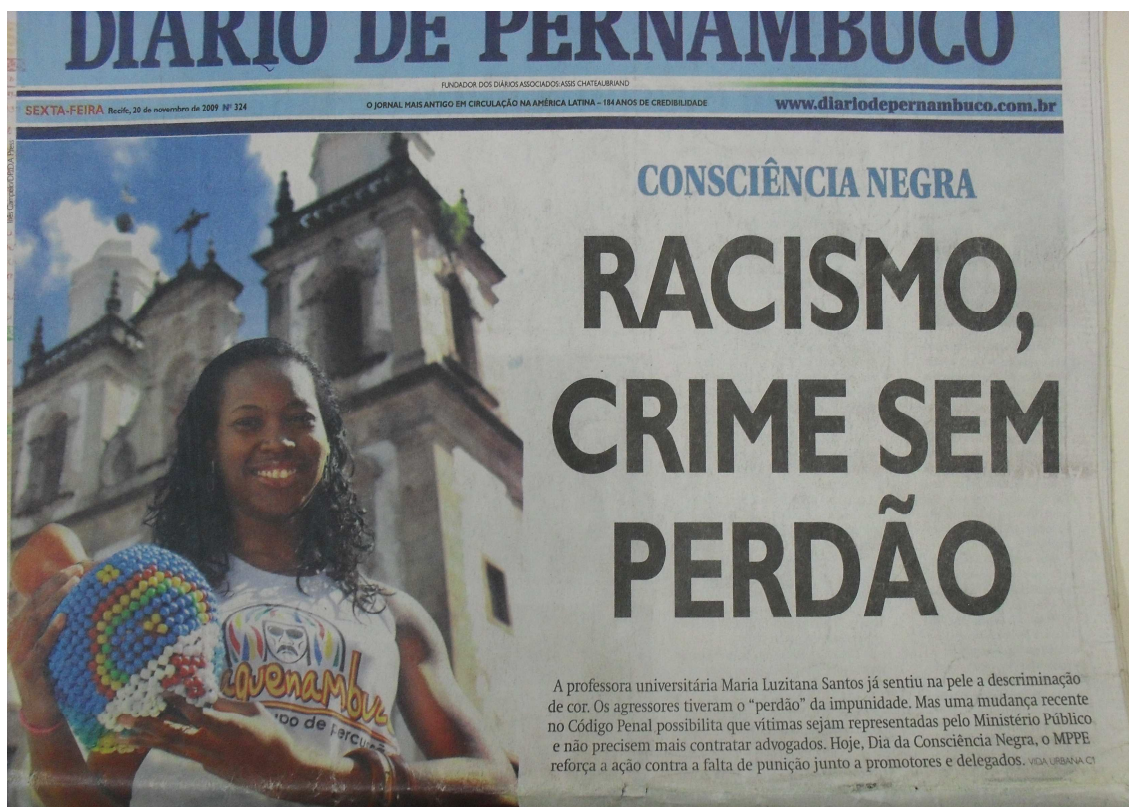 DIARIO DE PERNAMBUCO
FUNDADOR DOS DIÁRIOS ASSOCIADOS: ASSIS CHATEAUBRIAND
SEXTA-FEIRA Recife, 20 de novembro de 2009 Nº 324
O JORNAL MAIS ANTIGO EM CIRCULAÇÃO NA AMÉRICA LATINA – 184 ANOS DE CREDIBILIDADE
www.diariodepernambuco.com.br
CONSCIÊNCIA NEGRA
RACISMO,
CRIME SEM
PERDÃO
A professora universitária Maria Luzitana Santos já sentiu na pele a descriminação
de cor. Os agressores tiveram o “perdão” da impunidade. Mas uma mudança recente
no Código Penal possibilita que vítimas sejam representadas pelo Ministério Público
e não precisem mais contratar advogados. Hoje, Dia da Consciência Negra, o MPPE
reforça a ação contra a falta de punição junto a promotores e delegados. VIDA URBANA C1
aquenambuc
upo de percuss